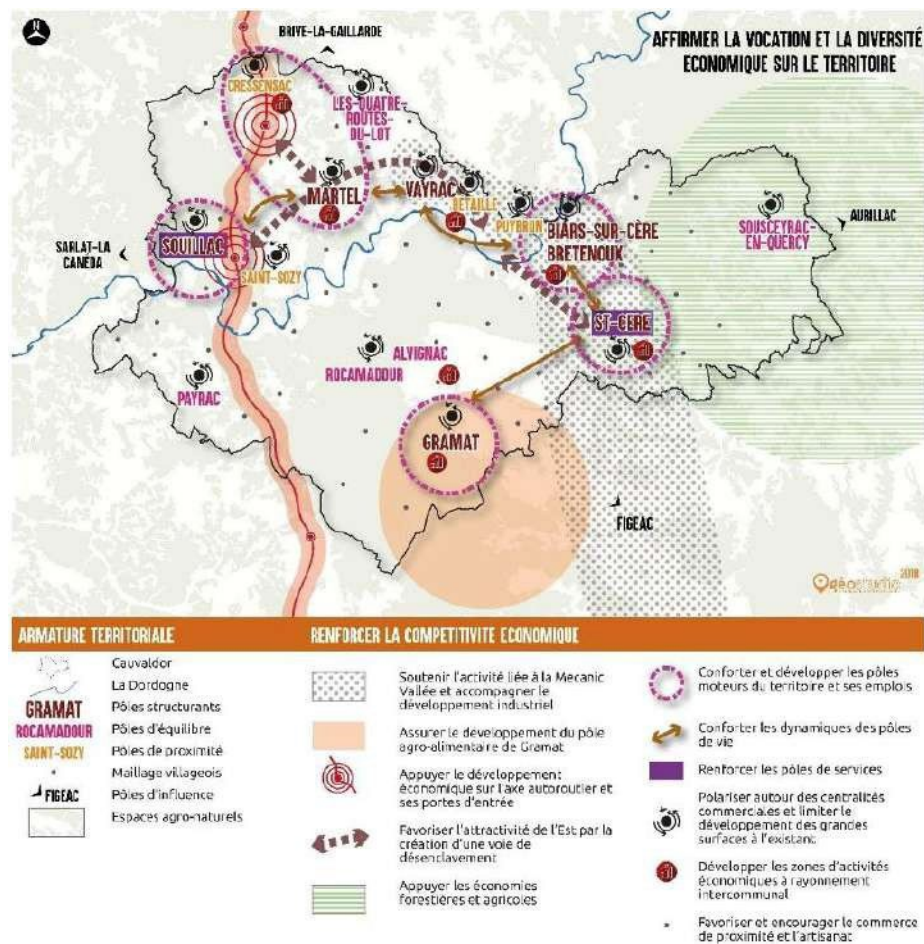 N
BRIVE-LA-GAILLARDE
AFFIRMER LA VOCATION ET LA DIVERSITÉ
ECONOMIQUE SUR LE TERRITOIRE
CRESSENSAC
LES-QUATRE-
ROUTES-
DU-LOT
MARTEL
VAYRAC
BETAILLE
PUYBRUN
BIARS-SUR-CÈRE
BRETENOUX
SOUSCEYRAC-
EN-QUERCY
AURILLAC
SARLAT-LA
CANÉDA
SOUILLAC
SAINT-SOZY
ST-CERE
ALVIGNAC
ROCAMADOUR
PAYRAC
GRAMAT
FIGEAC
géostudio
2018
ARMATURE TERRITORIALE
Cauvaldor
La Dordogne
GRAMAT
Pôles structurants
ROCAMADOUR
Pôles d'équilibre
SAINT-SOZY
Pôles de proximité
Maillage villageois
FIGEAC
Pôles d'influence
Espaces agro-naturels
RENFORCER LA COMPETITIVITE ECONOMIQUE
Soutenir l'activité liée à la Mecanic
Vallée et accompagner le
développement industriel
Assurer le développement du pôle
agro-alimentaire de Gramat
Appuyer le développement
économique sur l'axe autoroutier et
ses portes d'entrée
Favoriser l'attractivité de l'Est par la
création d'une voie de
désenclavement
Appuyer les économies
forestières et agricoles
Conforter et développer les pôles
moteurs du territoire et ses emplois
Conforter les dynamiques des pôles
de vie
Renforcer les pôles de services
Polariser autour des centralités
commerciales et limiter le
développement des grandes
surfaces à l'existant
Développer les zones d'activités
économiques à rayonnement
intercommunal
Favoriser et encourager le commerce
de proximité et l'artisanat